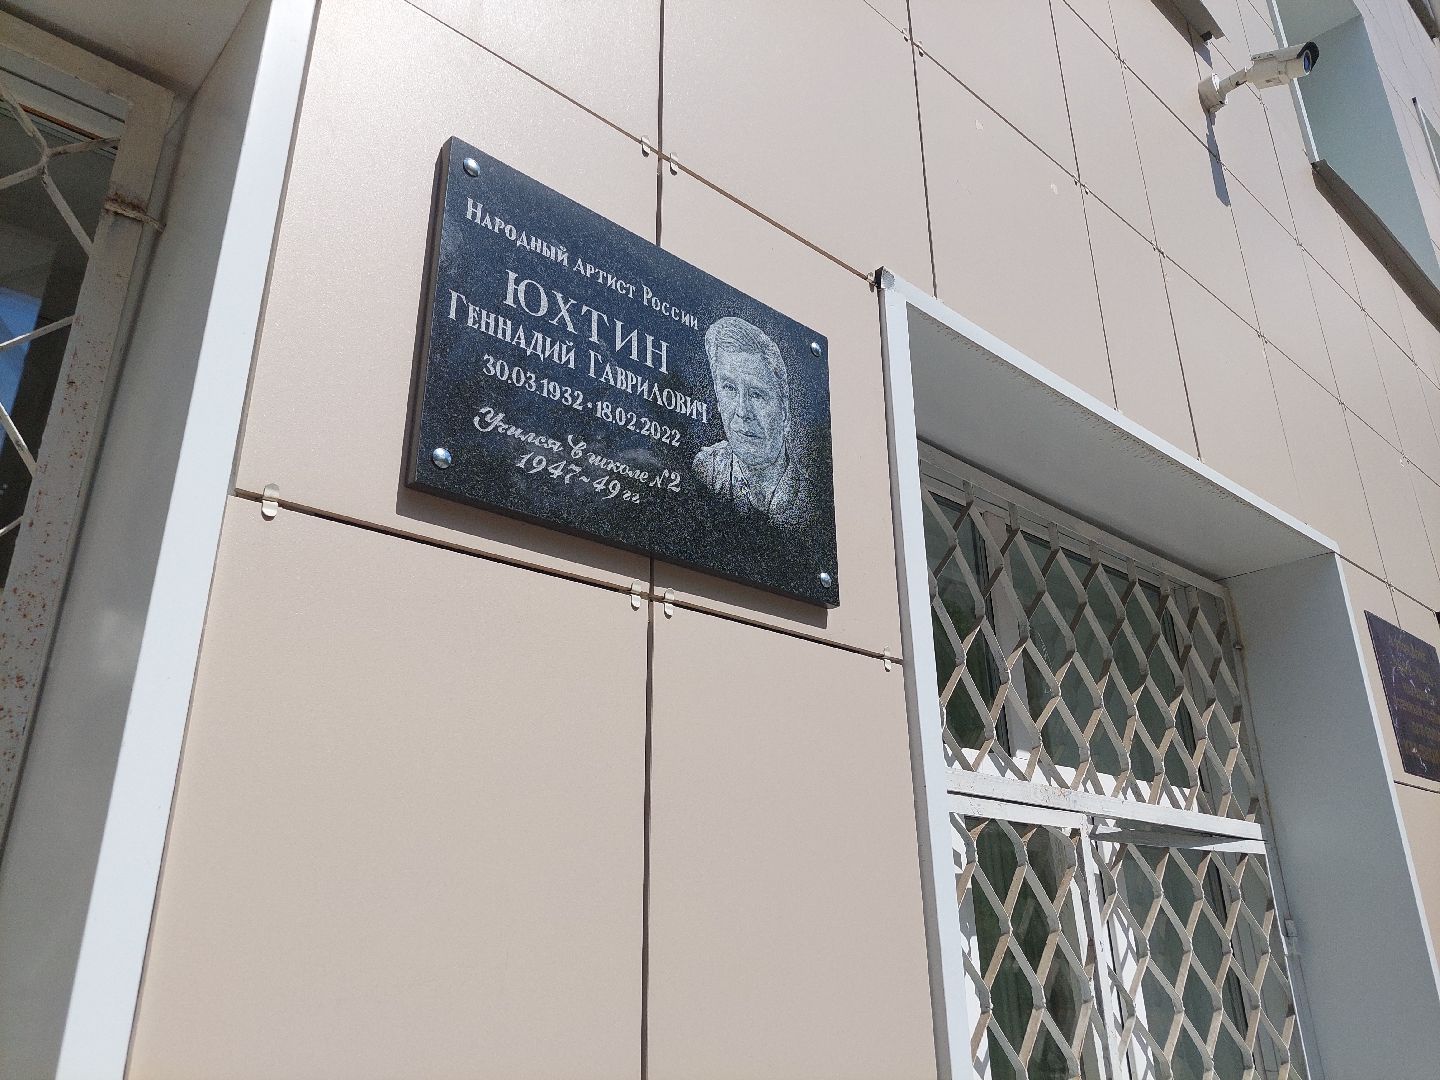 Народный артист России
ЮХТИН
Геннадий Гаврилович
30.03.1932 · 18.02.2022
Учился в школе №2
1947~49 гг.